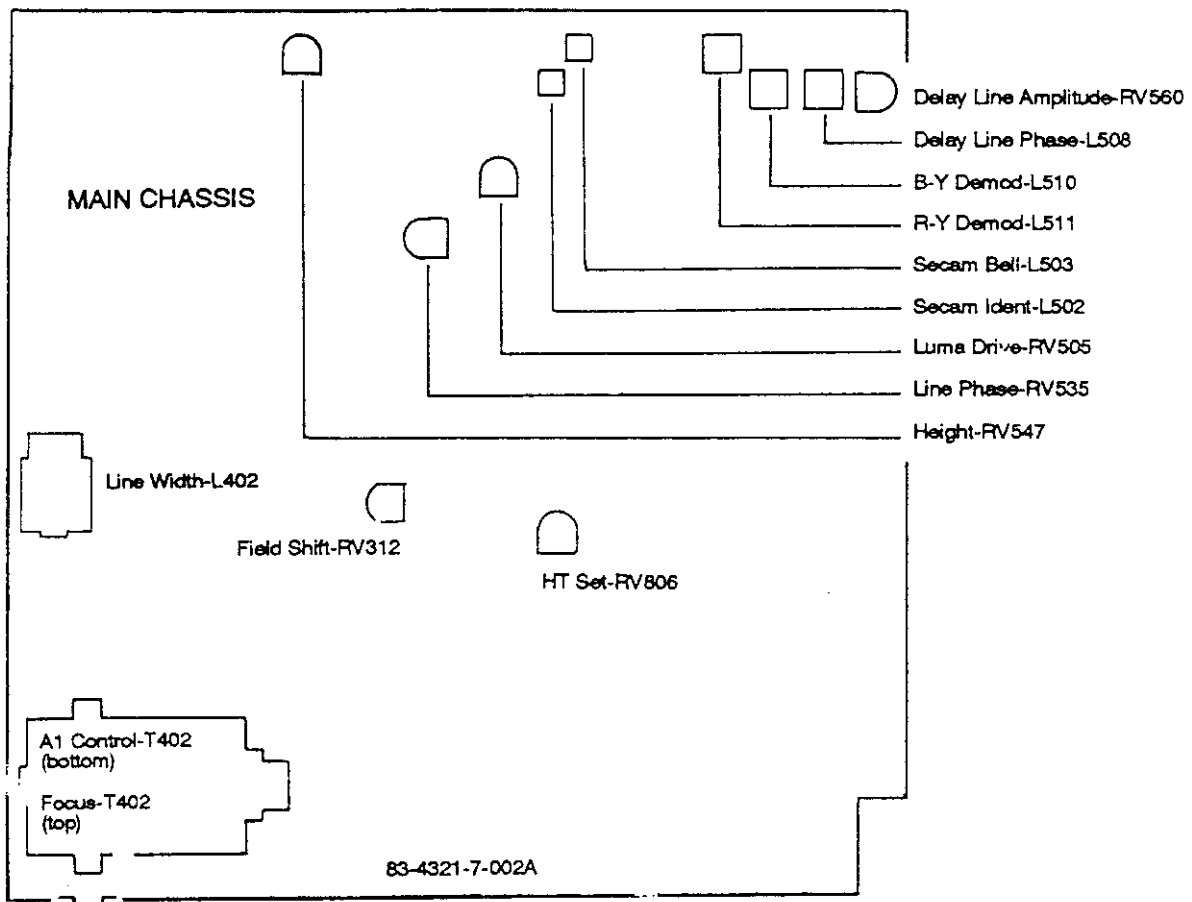 Delay Line Amplitude-RV560
Delay Line Phase-L508
B-Y Demod-L510
MAIN CHASSIS
R-Y Demod-L511
Secam Bell-L503
Secam Ident-L502
Luma Drive-RV505
Line Phase-RV535
Height-RV547
Line Width-L402
Field Shift-RV312
HT Set-RV806
A1 Control-T402
(bottom)
Focus-T402
(top)
83-4321-7-002A